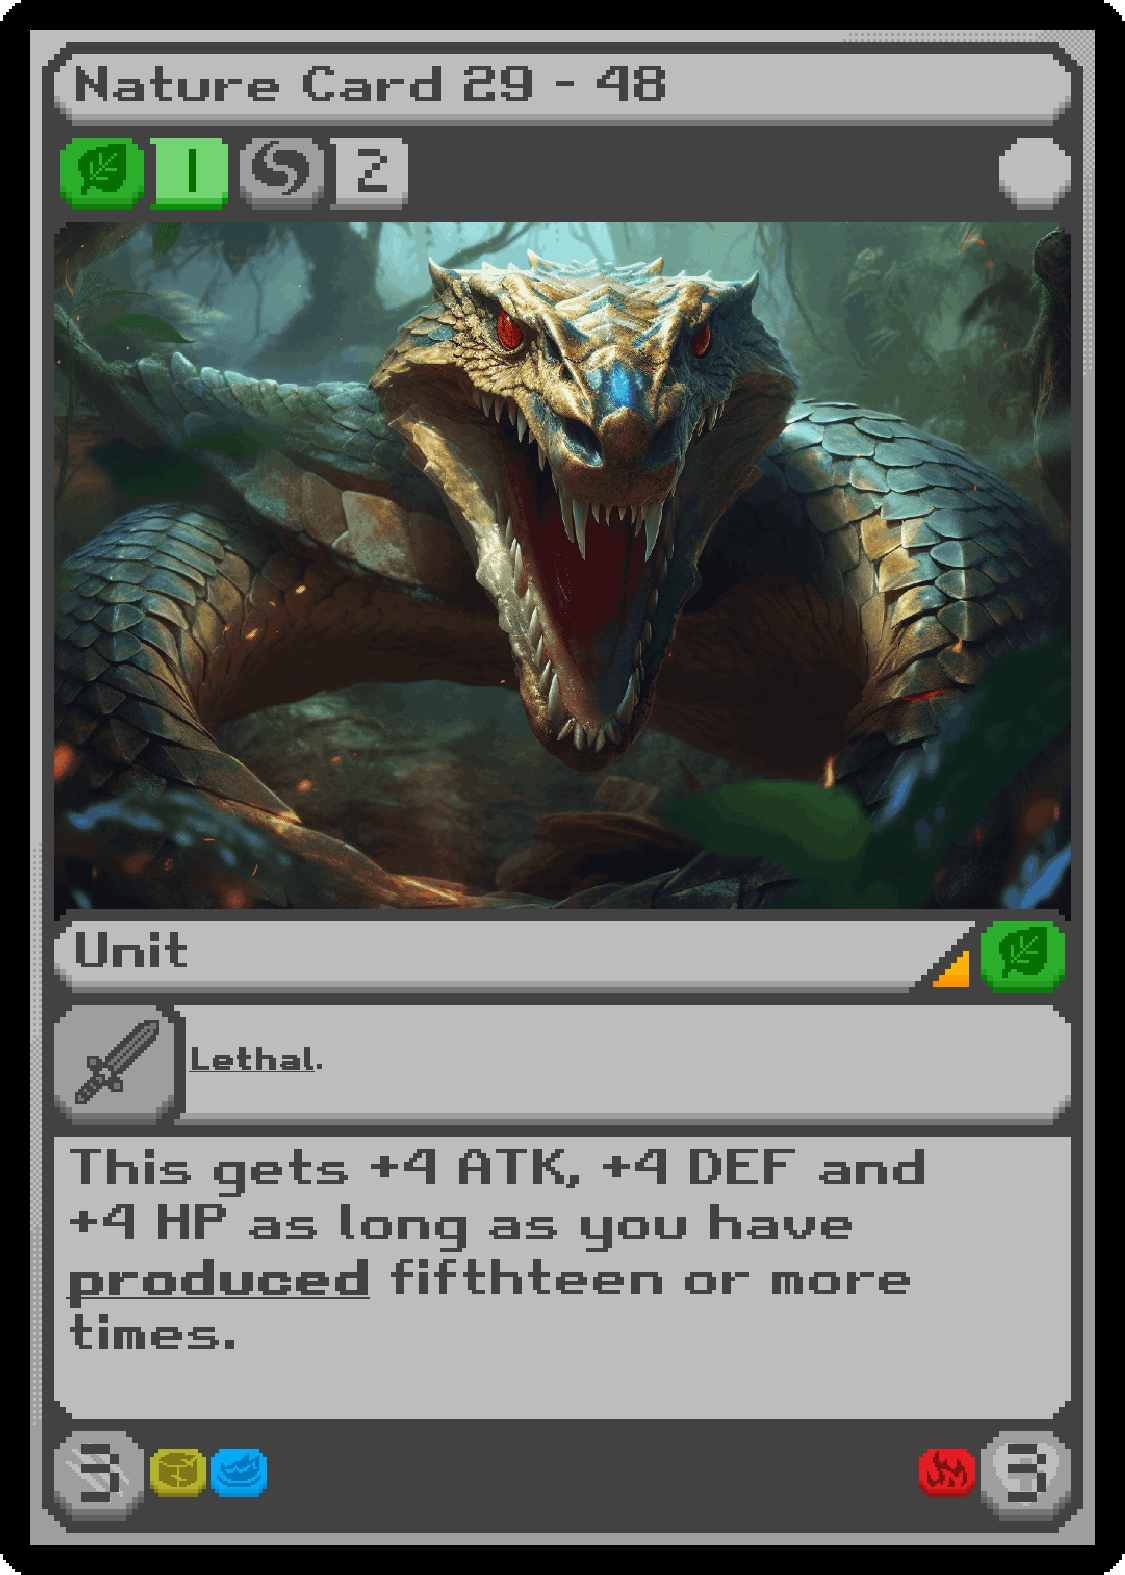 Nature Card 29 - 48
1 2
Unit
Lethal.
This gets +4 ATK, +4 DEF and
+4 HP as long as you have
produced fifthteen or more
times.
3 3